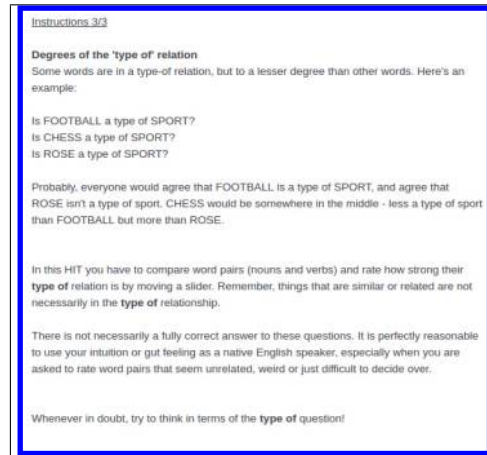 Instructions 3/3
Degrees of the 'type of' relation
Some words are in a type-of relation, but to a lesser degree than other words. Here's an
example:
Is FOOTBALL a type of SPORT?
Is CHESS a type of SPORT?
Is ROSE a type of SPORT?
Probably, everyone would agree that FOOTBALL is a type of SPORT, and agree that
ROSE isn't a type of sport. CHESS would be somewhere in the middle - less a type of sport
than FOOTBALL but more than ROSE.
In this HIT you have to compare word pairs (nouns and verbs) and rate how strong their
type of relation is by moving a slider. Remember, things that are similar or related are not
necessarily in the type of relationship.
There is not necessarily a fully correct answer to these questions. It is perfectly reasonable
to use your intuition or gut feeling as a native English speaker, especially when you are
asked to rate word pairs that seem unrelated, weird or just difficult to decide over.
Whenever in doubt, try to think in terms of the type of question!